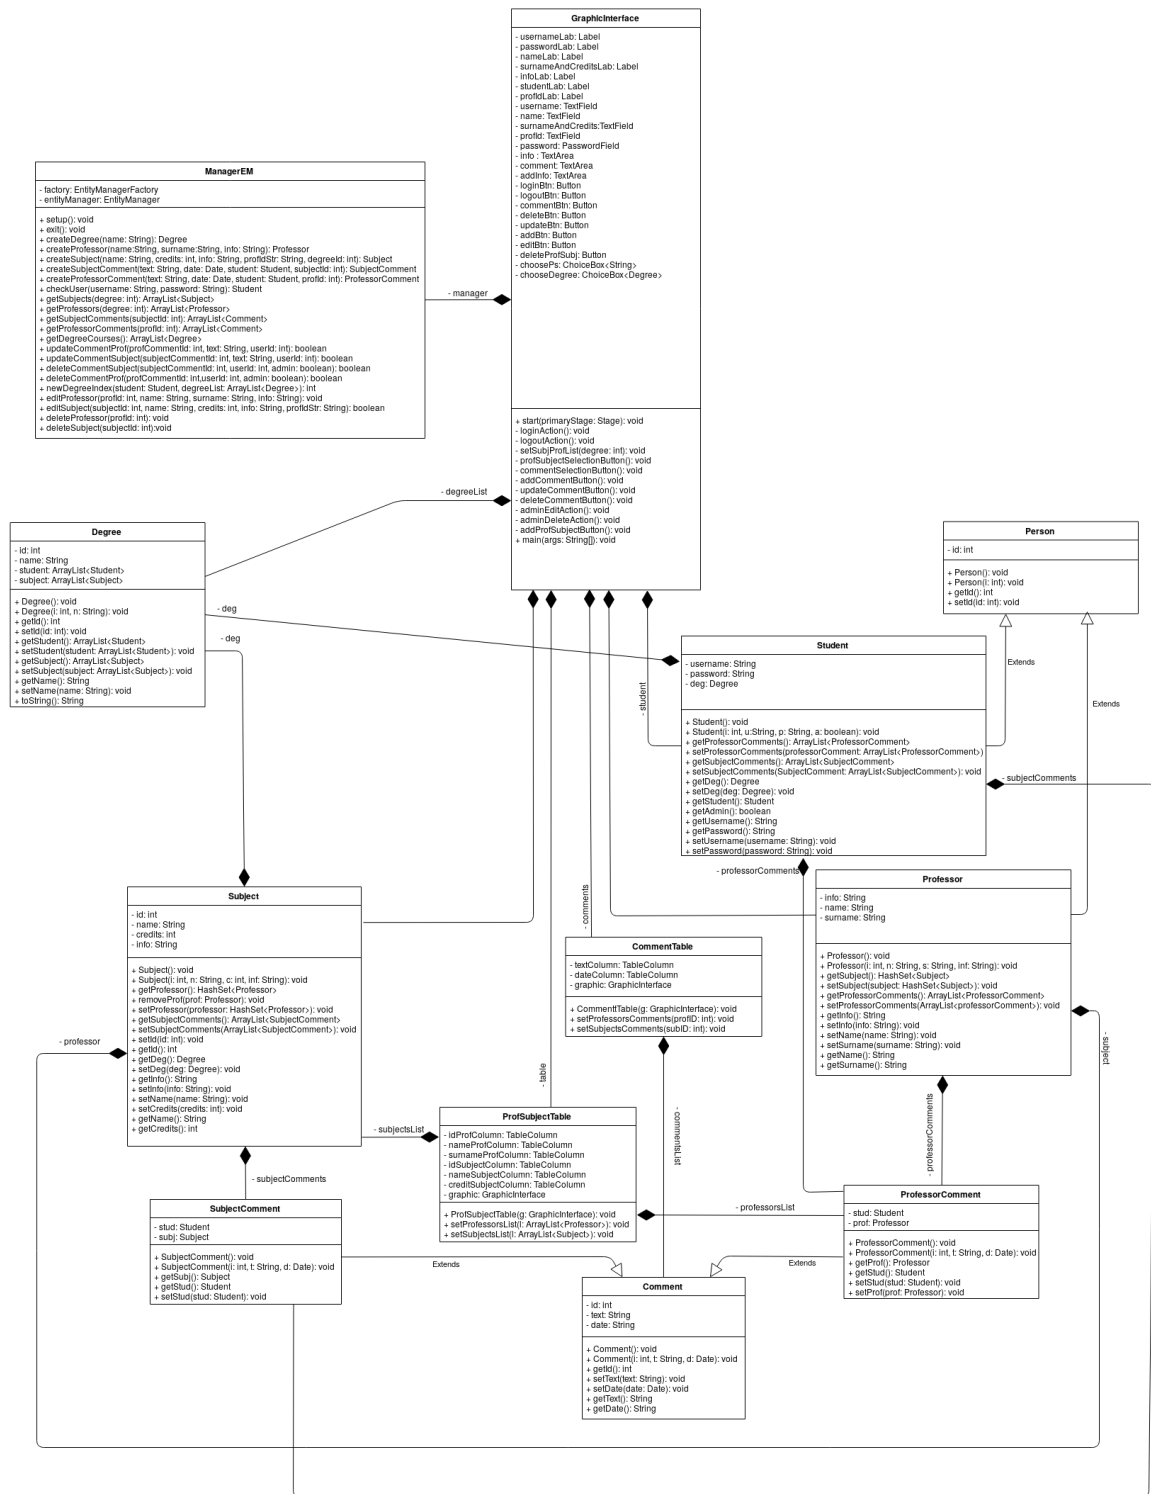 GraphicInterface
- usernameLab: Label
- passwordLab: Label
- nameLab: Label
- surnameAndCreditsLab: Label
- infoLab: Label
- studentLab: Label
- profIdLab: Label
- username: TextField
- name: TextField
- surnameAndCredits:TextField
- profId: TextField
- password: PasswordField
- info : TextArea
- comment: TextArea
- addInfo: TextArea
- loginBtn: Button
- logoutBtn: Button
- commentBtn: Button
- deleteBtn: Button
- updateBtn: Button
- addBtn: Button
- editBtn: Button
- deleteProfSubj: Button
- choosePs: ChoiceBox<String>
- chooseDegree: ChoiceBox<Degree>
+ start(primaryStage: Stage): void
- loginAction(): void
- logoutAction(): void
- setSubjProfList(degree: int): void
- profSubjectSelectionButton(): void
- commentSelectionButton(): void
- addCommentButton(): void
- updateCommentButton(): void
- deleteCommentButton(): void
- adminEditAction(): void
- adminDeleteAction(): void
- addProfSubjectButton(): void
+ main(args: String[]): void
ManagerEM
- factory: EntityManagerFactory
- entityManager: EntityManager
+ setup(): void
+ exit(): void
+ createDegree(name: String): Degree
+ createProfessor(name:String, surname:String, info: String): Professor
+ createSubject(name: String, credits: int, info: String, profIdStr: String, degreeId: int): Subject
+ createSubjectComment(text: String, date: Date, student: Student, subjectId: int): SubjectComment
+ createProfessorComment(text: String, date: Date, student: Student, profId: int): ProfessorComment
+ checkUser(username: String, password: String): Student
+ getSubjects(degree: int): ArrayList<Subject>
+ getProfessors(degree: int): ArrayList<Professor>
+ getSubjectComments(subjectId: int): ArrayList<Comment>
+ getProfessorComments(profId: int): ArrayList<Comment>
+ getDegreeCourses(): ArrayList<Degree>
+ updateCommentProf(profCommentId: int, text: String, userId: int): boolean
+ updateCommentSubject(subjectCommentId: int, text: String, userId: int): boolean
+ deleteCommentSubject(subjectCommentId: int, userId: int, admin: boolean): boolean
+ deleteCommentProf(profCommentId: int,userId: int, admin: boolean): boolean
+ newDegreeIndex(student: Student, degreeList: ArrayList<Degree>): int
+ editProfessor(profId: int, name: String, surname: String, info: String): void
+ editSubject(subjectId: int, name: String, credits: int, info: String, profIdStr: String): boolean
+ deleteProfessor(profId: int): void
+ deleteSubject(subjectId: int):void
- manager
- degreeList
Degree
- id: int
- name: String
- student: ArrayList<Student>
- subject: ArrayList<Subject>
+ Degree(): void
+ Degree(i: int, n: String): void
+ getId(): int
+ setId(id: int): void
+ getStudent(): ArrayList<Student>
+ setStudent(student: ArrayList<Student>): void
+ getSubject(): ArrayList<Subject>
+ setSubject(subject: ArrayList<Subject>): void
+ getName(): String
+ setName(name: String): void
+ toString(): String
- deg
- deg
Person
- id: int
+ Person(): void
+ Person(i: int): void
+ getId(): int
+ setId(id: int): void
Extends
Extends
Student
- username: String
- password: String
- deg: Degree
+ Student(): void
+ Student(i: int, u:String, p: String, a: boolean): void
+ getProfessorComments(): ArrayList<ProfessorComment>
+ setProfessorComments(professorComment: ArrayList<ProfessorComment>)
+ getSubjectComments(): ArrayList<SubjectComment>
+ setSubjectComments(SubjectComment: ArrayList<SubjectComment>): void
+ getDeg(): Degree
+ setDeg(deg: Degree): void
+ getStudent(): Student
+ getAdmin(): boolean
+ getUsername(): String
+ getPassword(): String
+ setUsername(username: String): void
+ setPassword(password: String): void
- student
- subjectComments
- professorComments
Professor
- info: String
- name: String
- surname: String
+ Professor(): void
+ Professor(i: int, n: String, s: String, inf: String): void
+ getSubject(): HashSet<Subject>
+ setSubject(subject: HashSet<Subject>): void
+ getProfessorComments(): ArrayList<ProfessorComment>
+ setProfessorComments(ArrayList<professorComment>): void
+ getInfo(): String
+ setInfo(info: String): void
+ setName(name: String): void
+ setSurname(surname: String): void
+ getName(): String
+ getSurname(): String
- subject
- professorComments
Subject
- id: int
- name: String
- credits: int
- info: String
+ Subject(): void
+ Subject(i: int, n: String, c: int, inf: String): void
+ getProfessor(): HashSet<Professor>
+ removeProf(prof: Professor): void
+ setProfessor(professor: HashSet<Professor>): void
+ getSubjectComments(): ArrayList<SubjectComment>
+ setSubjectComments(ArrayList<SubjectComment>): void
+ setId(id: int): void
+ getId(): int
+ getDeg(): Degree
+ setDeg(deg: Degree): void
+ getInfo(): String
+ setInfo(info: String): void
+ setName(name: String): void
+ setCredits(credits: int): void
+ getName(): String
+ getCredits(): int
- professor
- comments
CommentTable
- textColumn: TableColumn
- dateColumn: TableColumn
- graphic: GraphicInterface
+ CommentTable(g: GraphicInterface): void
+ setProfessorsComments(profID: int): void
+ setSubjectsComments(subID: int): void
- table
- commentsList
- subjectsList
ProfSubjectTable
- idProfColumn: TableColumn
- nameProfColumn: TableColumn
- surnameProfColumn: TableColumn
- idSubjectColumn: TableColumn
- nameSubjectColumn: TableColumn
- creditSubjectColumn: TableColumn
- graphic: GraphicInterface
+ ProfSubjectTable(g: GraphicInterface): void
+ setProfessorsList(l: ArrayList<Professor>): void
+ setSubjectsList(l: ArrayList<Subject>): void
- professorsList
- subjectComments
SubjectComment
- stud: Student
- subj: Subject
+ SubjectComment(): void
+ SubjectComment(i: int, t: String, d: Date): void
+ getSubj(): Subject
+ getStud(): Student
+ setStud(stud: Student): void
Extends
Extends
ProfessorComment
- stud: Student
- prof: Professor
+ ProfessorComment(): void
+ ProfessorComment(i: int, t: String, d: Date): void
+ getProf(): Professor
+ getStud(): Student
+ setStud(stud: Student): void
+ setProf(prof: Professor): void
Comment
- id: int
- text: String
- date: String
+ Comment(): void
+ Comment(i: int, t: String, d: Date): void
+ getId(): int
+ setText(text: String): void
+ setDate(date: Date): void
+ getText(): String
+ getDate(): String